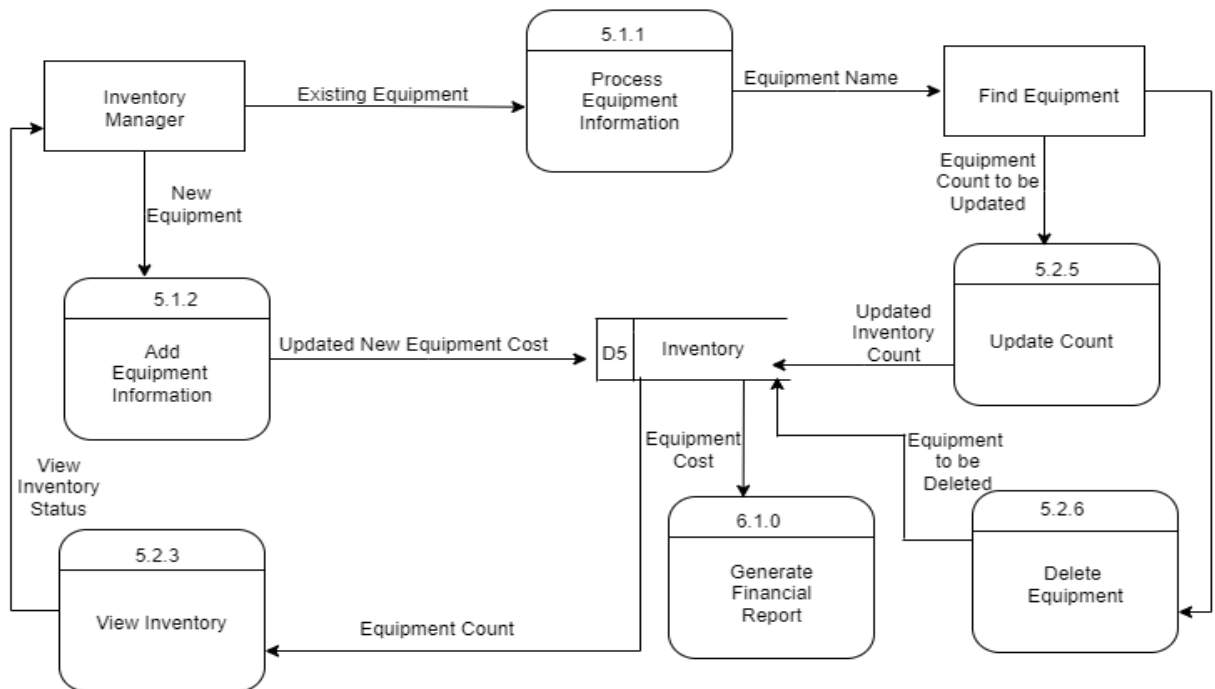 5.1.1
Process
Equipment
Information
Inventory
Manager
Existing Equipment
Equipment Name
Find Equipment
New
Equipment
Equipment
Count to be
Updated
5.1.2
Add
Equipment
Information
Updated New Equipment Cost
D5
Inventory
Updated
Inventory
Count
5.2.5
Update Count
View
Inventory
Status
Equipment
Cost
Equipment
to be
Deleted
5.2.3
View Inventory
Equipment Count
6.1.0
Generate
Financial
Report
5.2.6
Delete
Equipment